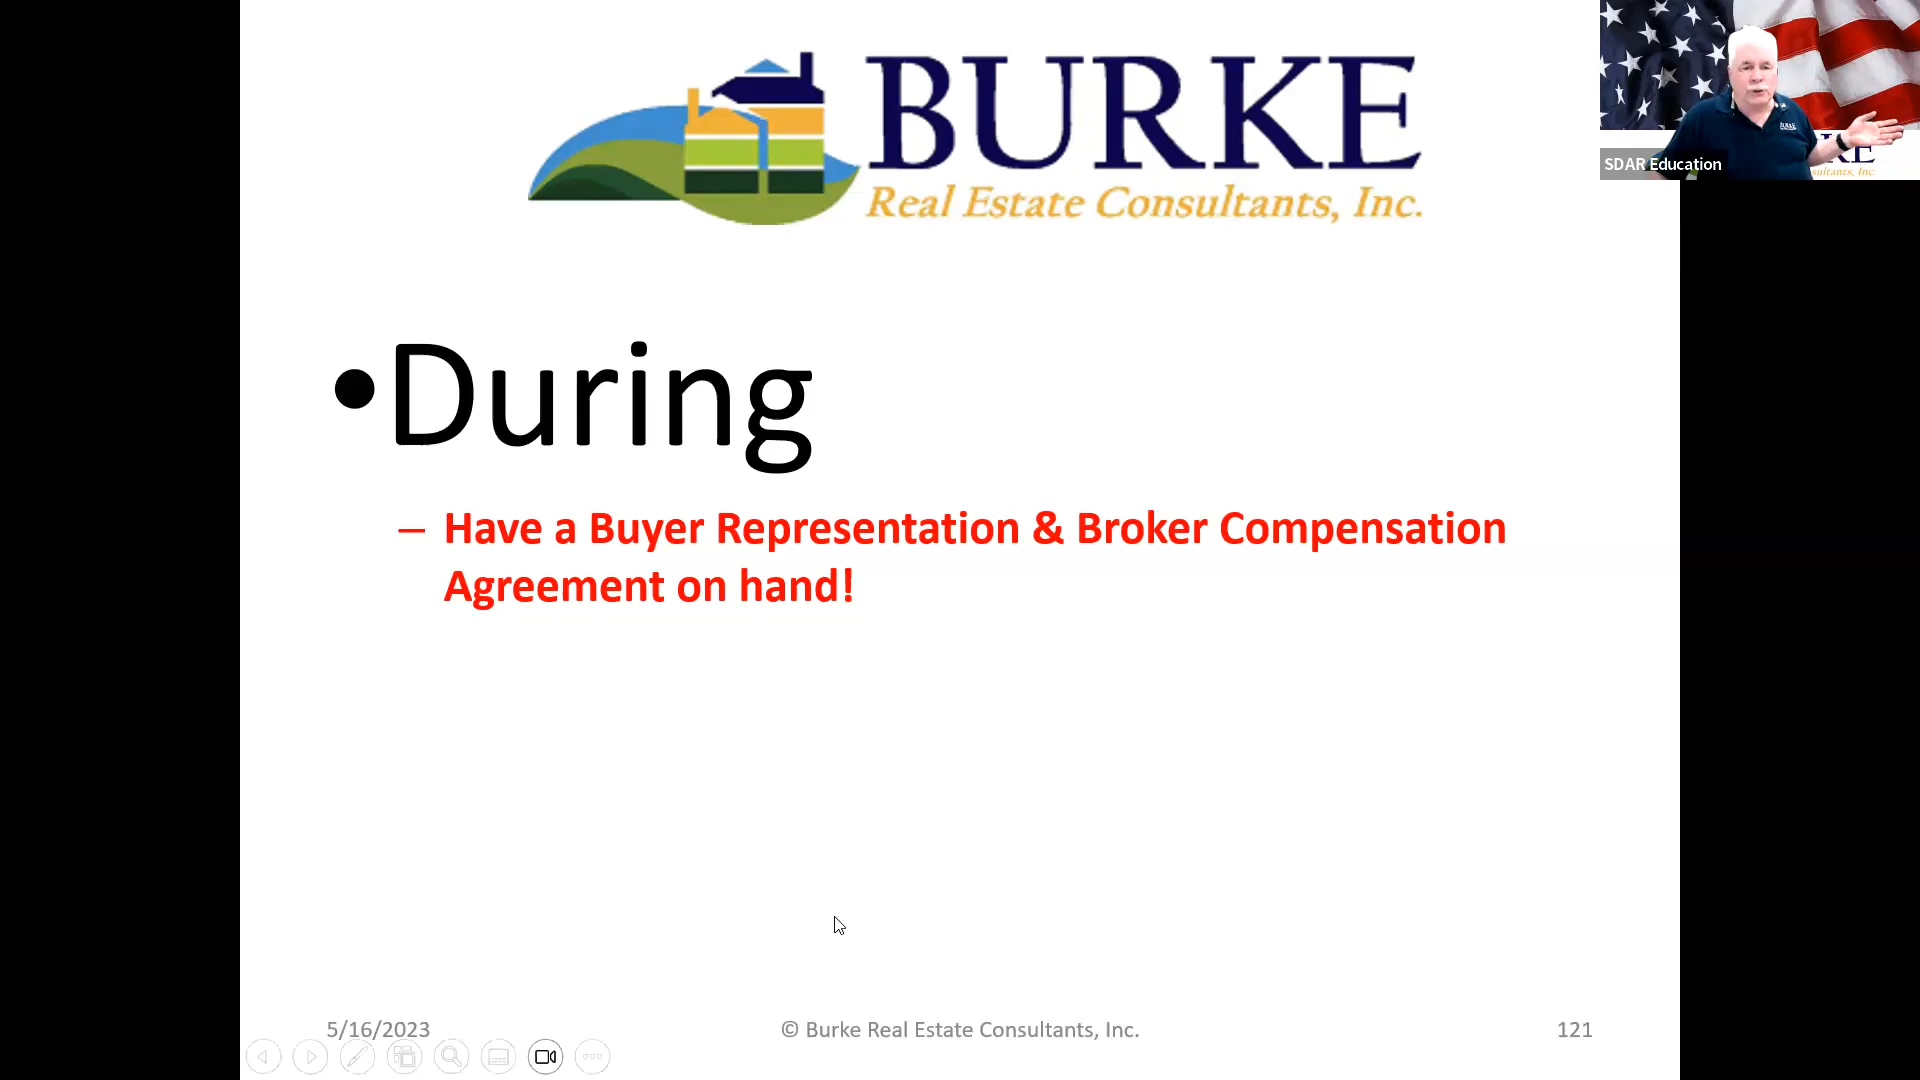 BURKE
Real Estate Consultants, Inc.
SDAR Education
•During
– Have a Buyer Representation & Broker Compensation
Agreement on hand!
5/16/2023
© Burke Real Estate Consultants, Inc.
121